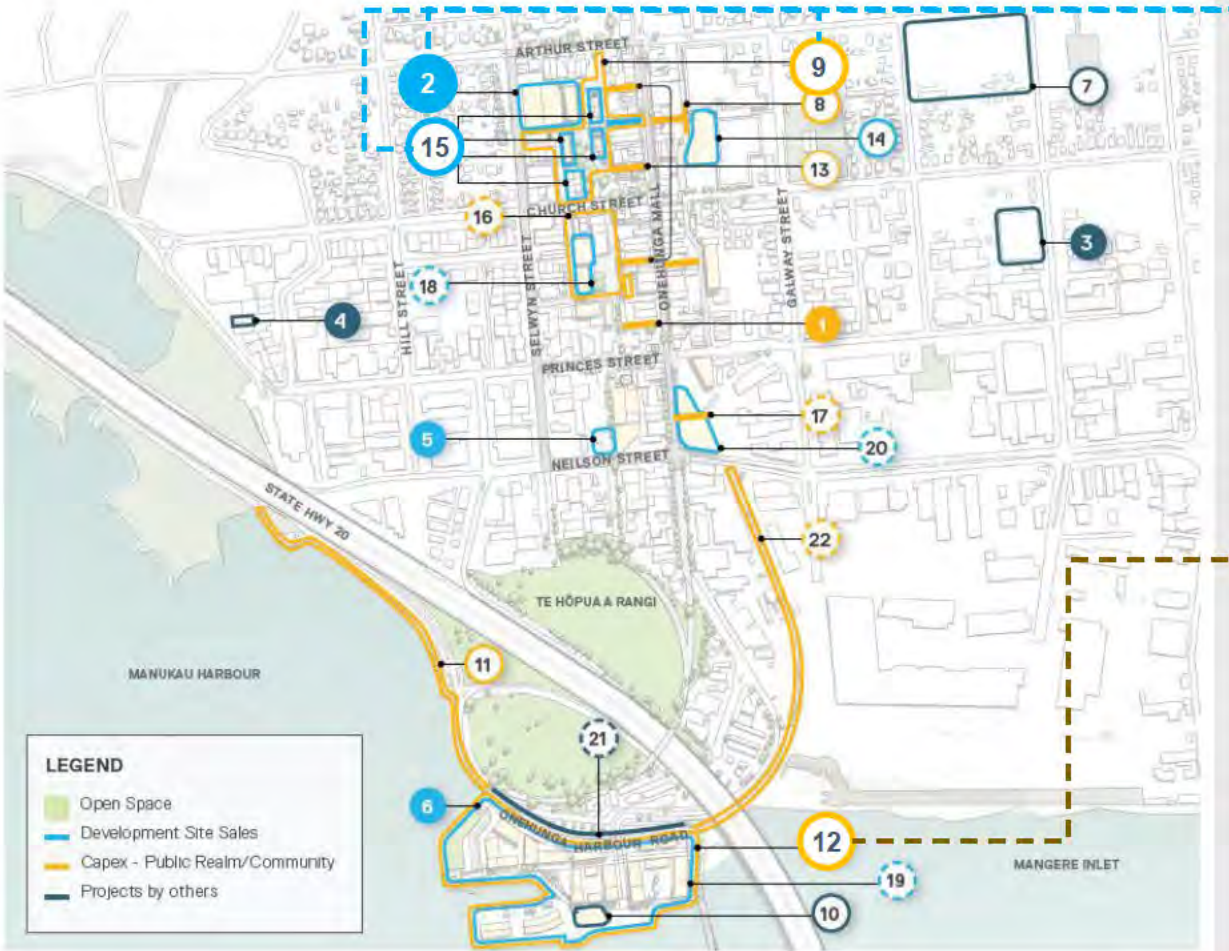 ARTHUR STREET
2
9
7
8
15
14
13
16
CHURCH STREET
ONEHUNGA MALL
GALWAY STREET
3
SELWYN STREET
HILL STREET
18
4
1
PRINCES STREET
17
5
20
NEILSON STREET
STATE HWY 20
22
TE HŌPUA A RANGI
11
MANUKAU HARBOUR
21
LEGEND
Open Space
Development Site Sales
Capex - Public Realm/Community
Projects by others
6
ONEHUNGA HARBOUR ROAD
12
MANGERE INLET
19
10